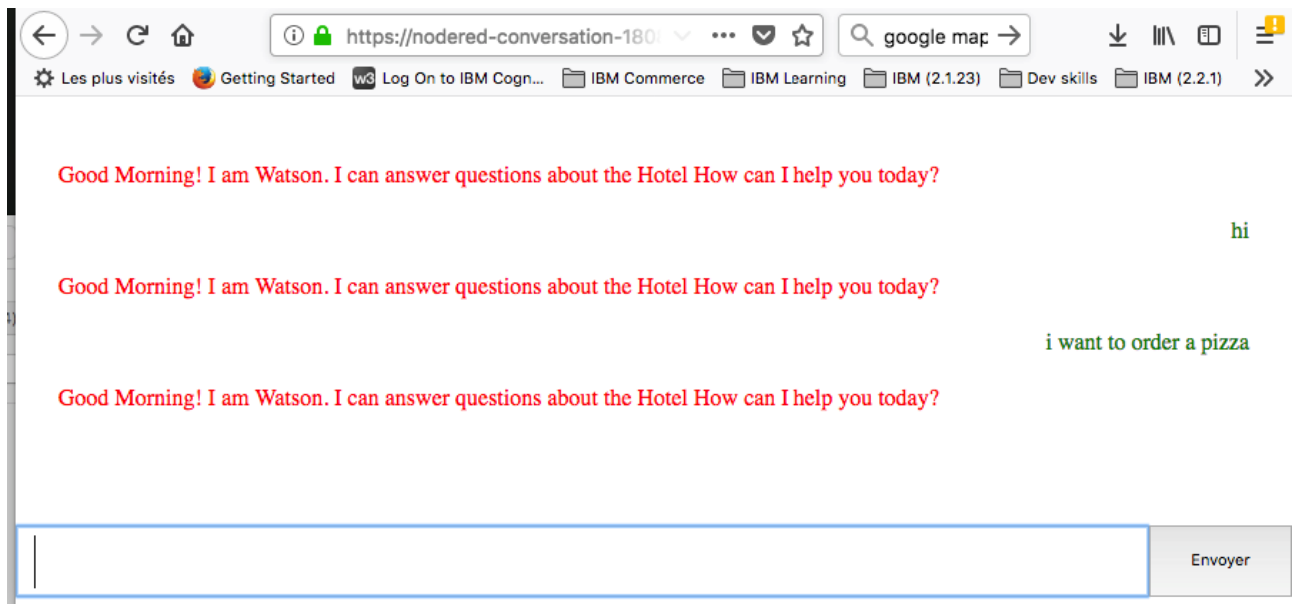 https://nodered-conversation-180
google map
Les plus visités Getting Started w3 Log On to IBM Cogn... IBM Commerce IBM Learning IBM (2.1.23) Dev skills IBM (2.2.1)
Good Morning! I am Watson. I can answer questions about the Hotel How can I help you today?
hi
Good Morning! I am Watson. I can answer questions about the Hotel How can I help you today?
i want to order a pizza
Good Morning! I am Watson. I can answer questions about the Hotel How can I help you today?
Envoyer